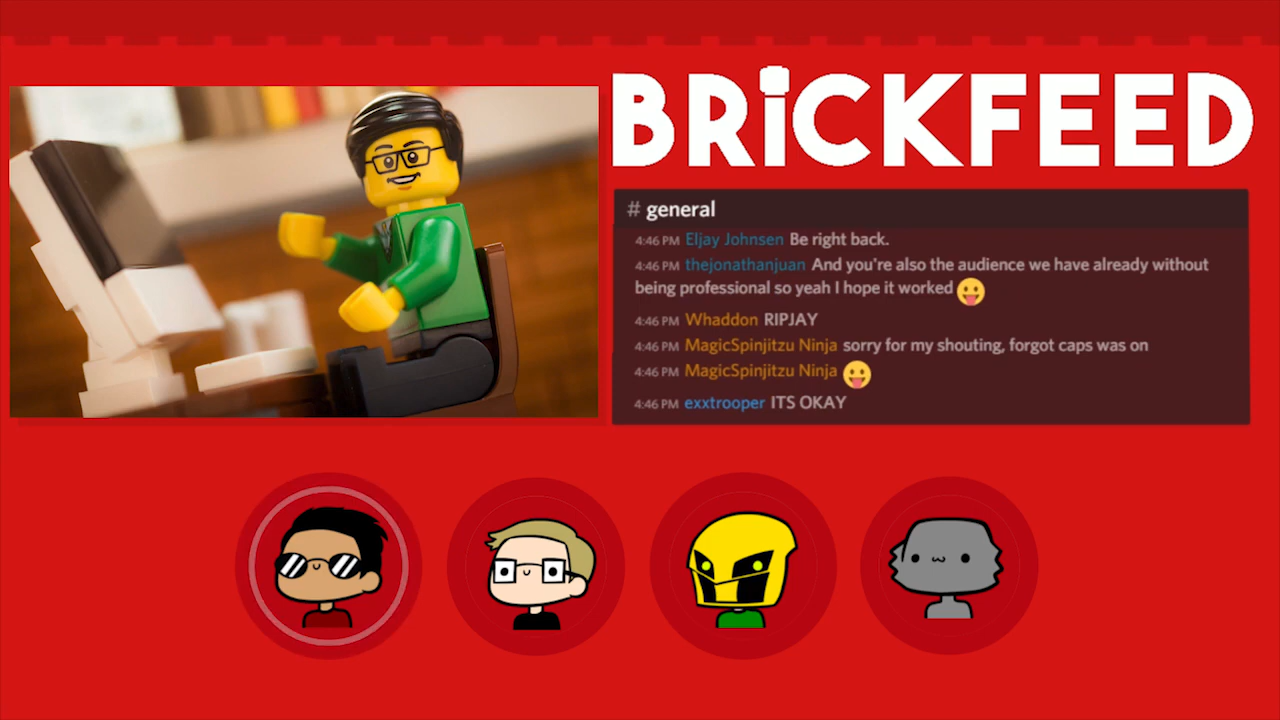 BRiCKFEED
# general
4:46 PM Eljay Johnsen Be right back.
4:46 PM thejonathanjuan And you're also the audience we have already without
being professional so yeah I hope it worked 😛
4:46 PM Whaddon RIPJAY
4:46 PM MagicSpinjitzu Ninja sorry for my shouting, forgot caps was on
4:46 PM MagicSpinjitzu Ninja 😛
4:46 PM exxtrooper ITS OKAY